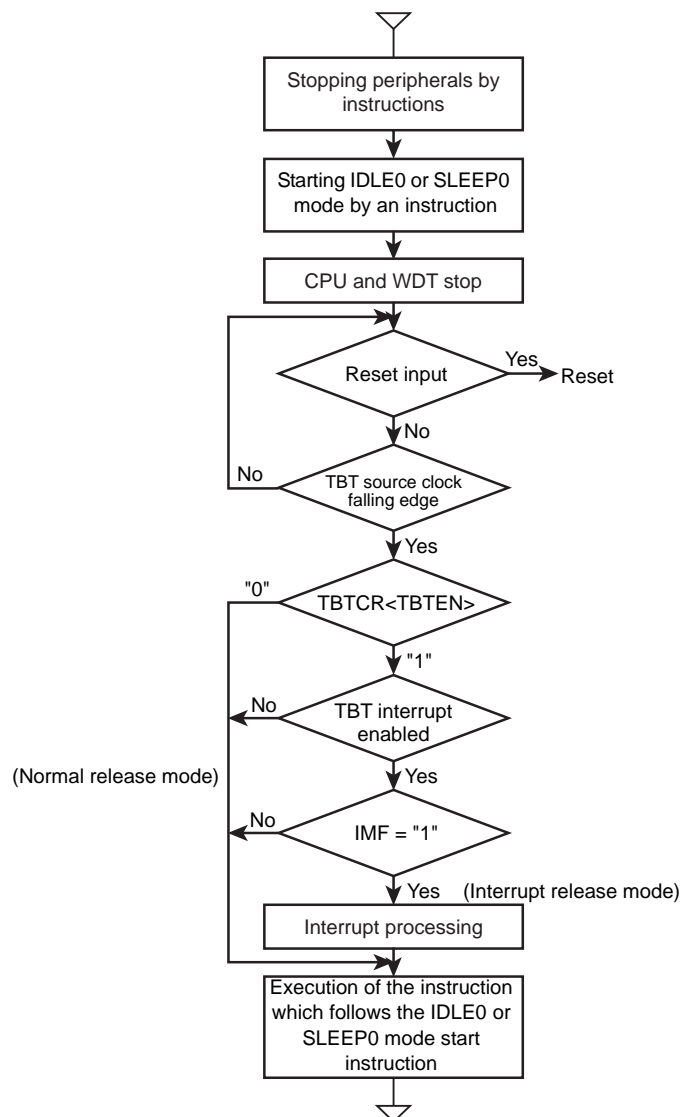 Stopping peripherals by
instructions
Starting IDLE0 or SLEEP0
mode by an instruction
CPU and WDT stop
Reset input
Yes
Reset
No
No
TBT source clock
falling edge
Yes
"0"
TBTCR<TBTEN>
"1"
No
TBT interrupt
enabled
(Normal release mode)
Yes
No
IMF = "1"
Yes
(Interrupt release mode)
Interrupt processing
Execution of the instruction
which follows the IDLE0 or
SLEEP0 mode start
instruction